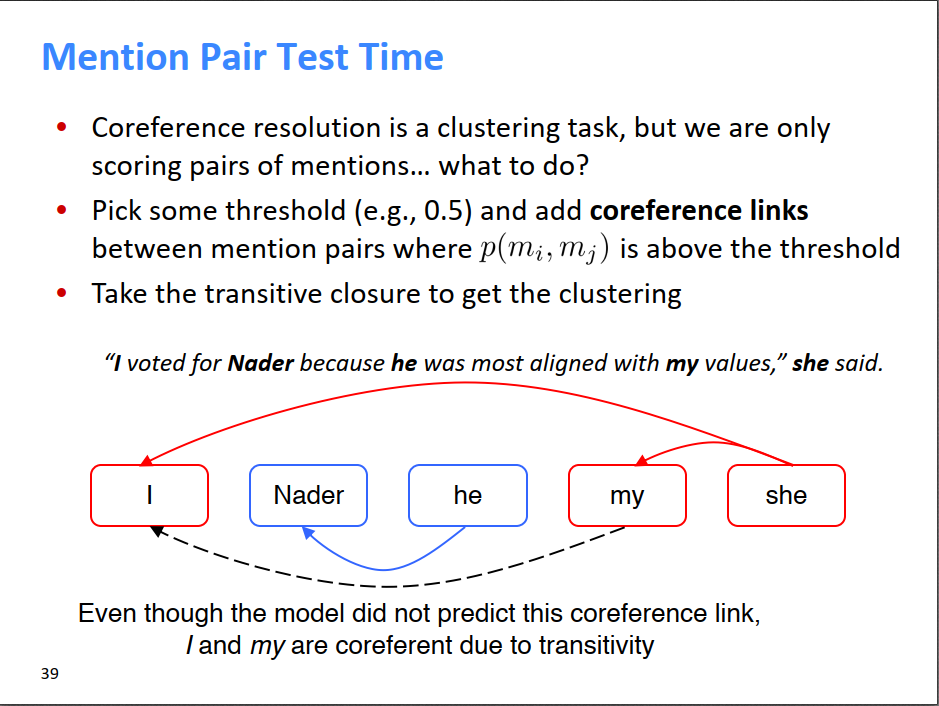 Mention Pair Test Time
• Coreference resolution is a clustering task, but we are only
scoring pairs of mentions… what to do?
• Pick some threshold (e.g., 0.5) and add coreference links
between mention pairs where p(mᵢ, mⱼ) is above the threshold
• Take the transitive closure to get the clustering
“I voted for Nader because he was most aligned with my values,” she said.
I Nader he my she
Even though the model did not predict this coreference link,
I and my are coreferent due to transitivity
39